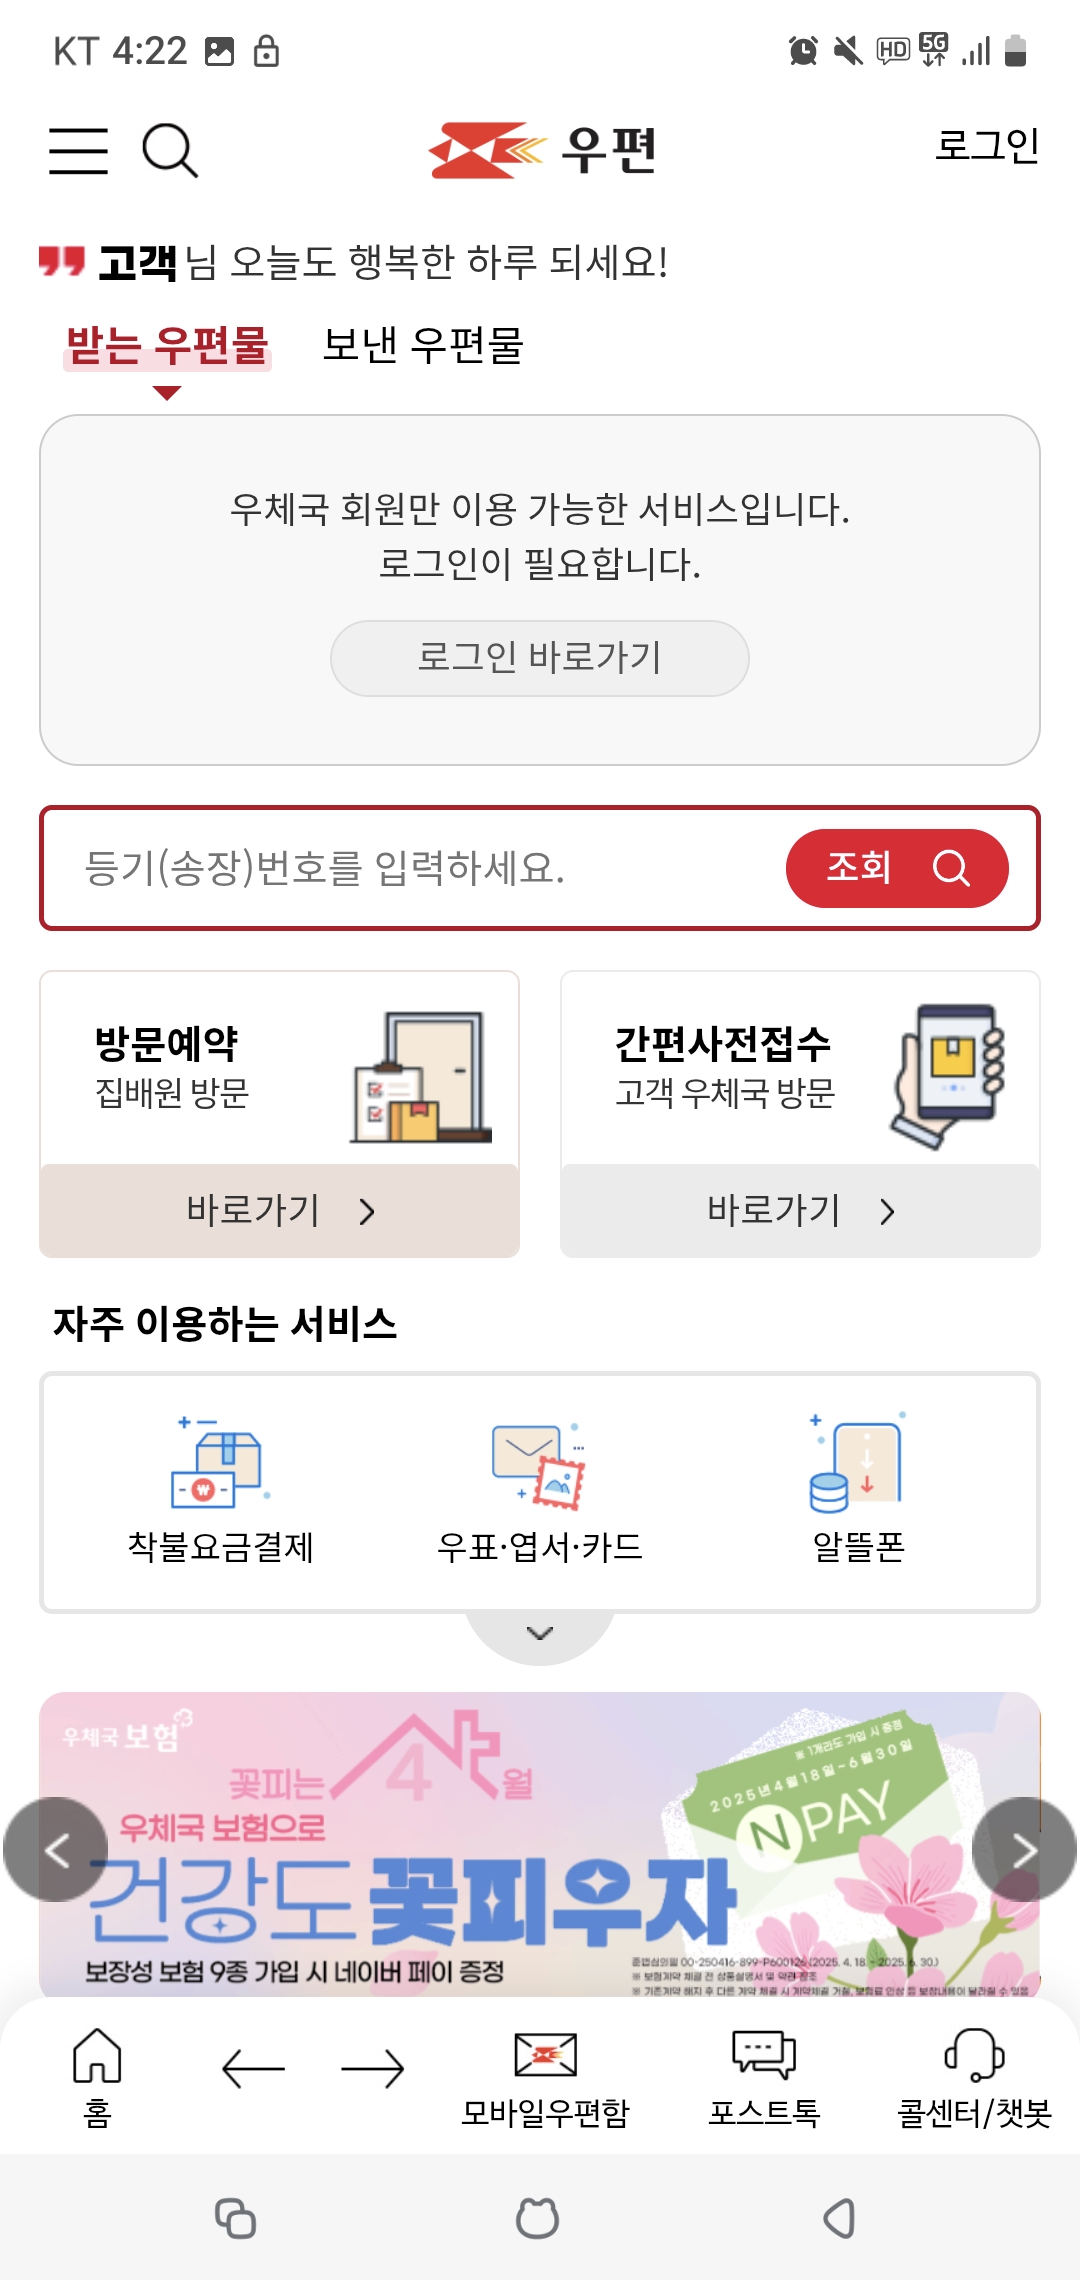 KT 4:22
HD 5G
우편
로그인
고객님 오늘도 행복한 하루 되세요!
받는 우편물 보낸 우편물
우체국 회원만 이용 가능한 서비스입니다.
로그인이 필요합니다.
로그인 바로가기
등기(송장)번호를 입력하세요.
조회
방문예약
집배원 방문
바로가기
간편사전접수
고객 우체국 방문
바로가기
자주 이용하는 서비스
착불요금결제
우표·엽서·카드
알뜰폰
우체국 보험
꽃피는 4월
우체국 보험으로
건강도 꽃피우자
보장성 보험 9종 가입 시 네이버 페이 증정
※ 1개라도 가입 시 증정
2025년 4월 18일~6월 30일
N PAY
준법심의필 00-250416-899-P600126 (2025. 4. 18. ~ 2025. 6. 30.)
※ 보험계약 체결 전 상품설명서 및 약관 참조
※ 기존계약 해지 후 다른 계약 체결 시 계약체결 거절, 보험료 인상 등 보장내용이 달라질 수 있음
홈
모바일우편함
포스트톡
콜센터/챗봇